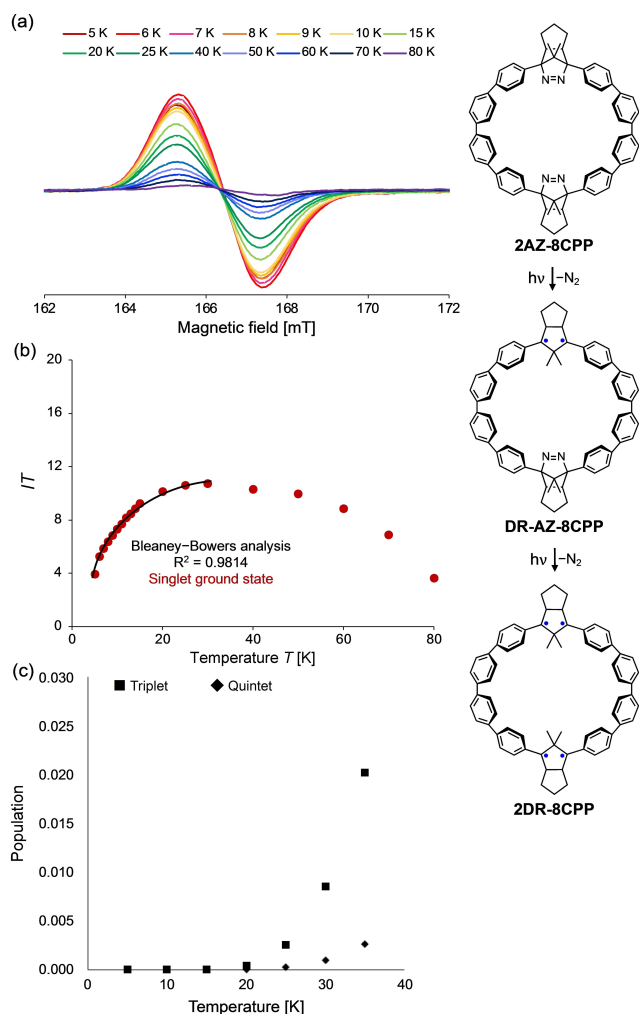 (a)
5 K 6 K 7 K 8 K 9 K 10 K 15 K
20 K 25 K 40 K 50 K 60 K 70 K 80 K
162 164 166 168 170 172
Magnetic field [mT]
(b)
20
16
12
8
4
0
IT
Bleaney−Bowers analysis
R² = 0.9814
Singlet ground state
0 20 40 60 80
Temperature T [K]
(c)
Triplet Quintet
0.030
0.025
0.020
0.015
0.010
0.005
0.000
Population
0 10 20 30 40
Temperature [K]
N=N
N=N
2AZ-8CPP
hν −N₂
N=N
DR-AZ-8CPP
hν −N₂
2DR-8CPP